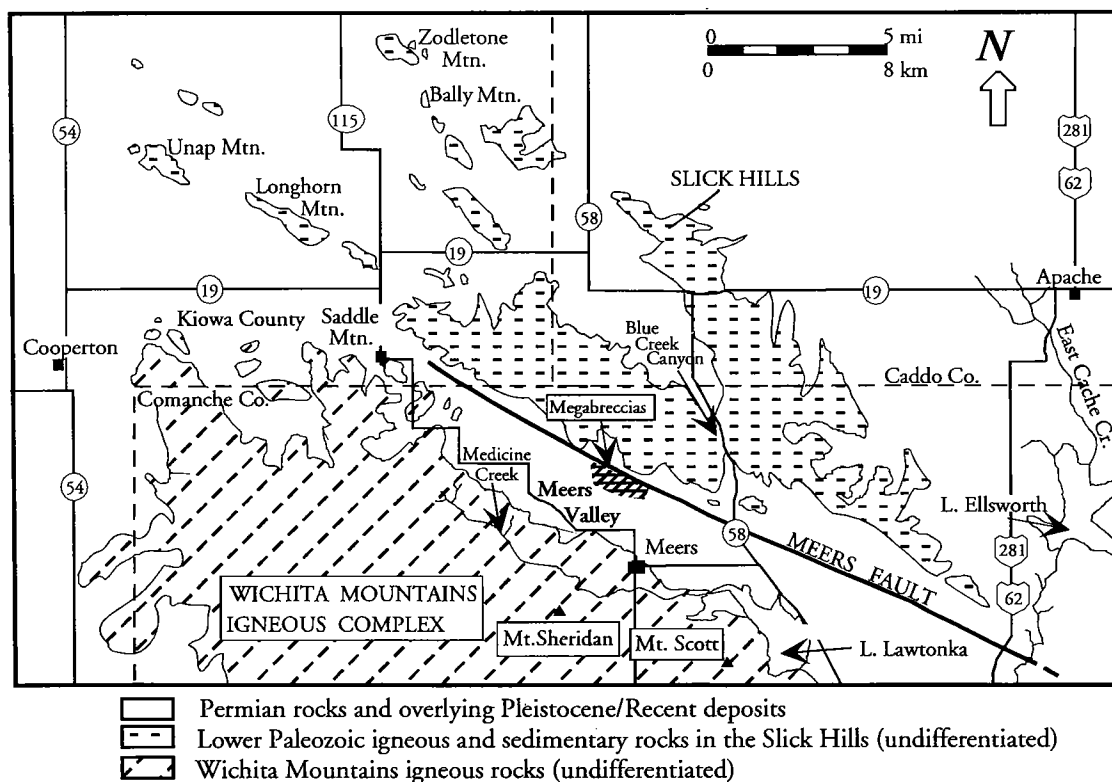 Zodletone
Mtn.
0 5 mi
0 8 km
N
54
115
Bally Mtn.
281
62
Unap Mtn.
Longhorn
Mtn.
SLICK HILLS
58
19
19
19
Apache
Kiowa County
Saddle
Mtn.
Cooperton
Blue
Creek
Canyon
East Cache Cr.
Comanche Co.
Caddo Co.
Megabreccias
Medicine
Creek
54
Meers
Valley
L. Ellsworth
58
Meers
MEERS FAULT
281
62
WICHITA MOUNTAINS
IGNEOUS COMPLEX
Mt.Sheridan
Mt. Scott
L. Lawtonka
Permian rocks and overlying Pleistocene/Recent deposits
Lower Paleozoic igneous and sedimentary rocks in the Slick Hills (undifferentiated)
Wichita Mountains igneous rocks (undifferentiated)